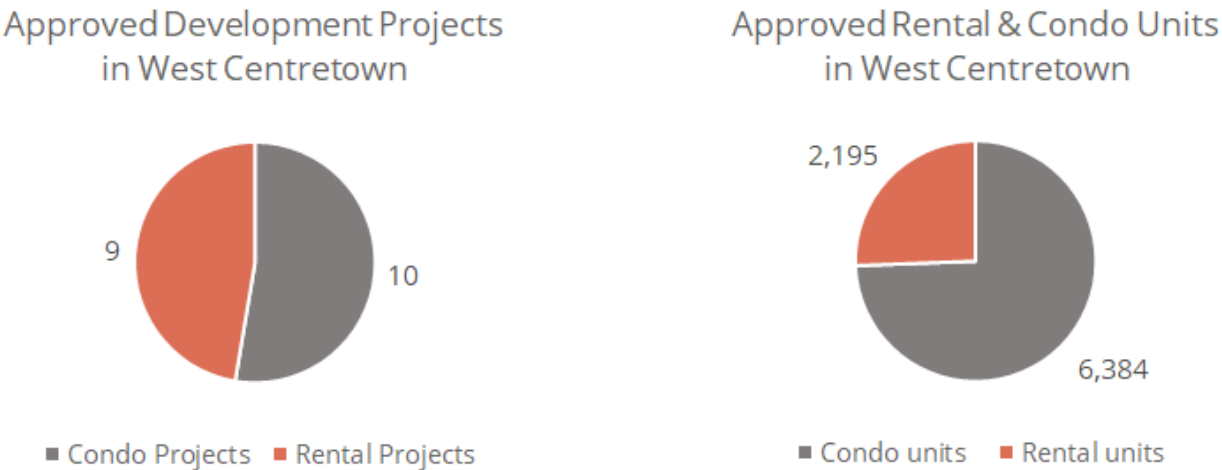 Approved Development Projects
in West Centretown
9
10
Condo Projects
Rental Projects
Approved Rental & Condo Units
in West Centretown
2,195
6,384
Condo units
Rental units